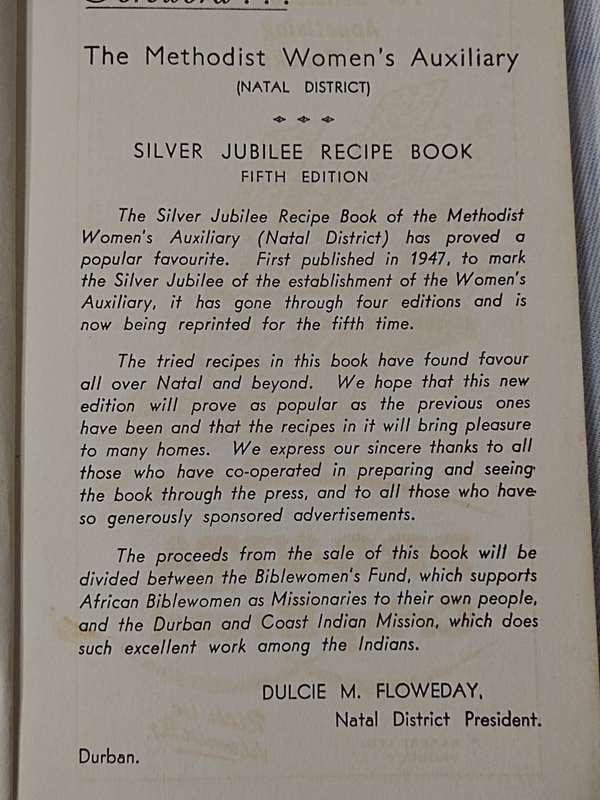 Foreword...
The Methodist Women's Auxiliary
(NATAL DISTRICT)
SILVER JUBILEE RECIPE BOOK
FIFTH EDITION
The Silver Jubilee Recipe Book of the Methodist
Women's Auxiliary (Natal District) has proved a
popular favourite. First published in 1947, to mark
the Silver Jubilee of the establishment of the Women's
Auxiliary, it has gone through four editions and is
now being reprinted for the fifth time.
The tried recipes in this book have found favour
all over Natal and beyond. We hope that this new
edition will prove as popular as the previous ones
have been and that the recipes in it will bring pleasure
to many homes. We express our sincere thanks to all
those who have co-operated in preparing and seeing
the book through the press, and to all those who have
so generously sponsored advertisements.
The proceeds from the sale of this book will be
divided between the Biblewomen's Fund, which supports
African Biblewomen as Missionaries to their own people,
and the Durban and Coast Indian Mission, which does
such excellent work among the Indians.
DULCIE M. FLOWEDAY,
Natal District President.
Durban.